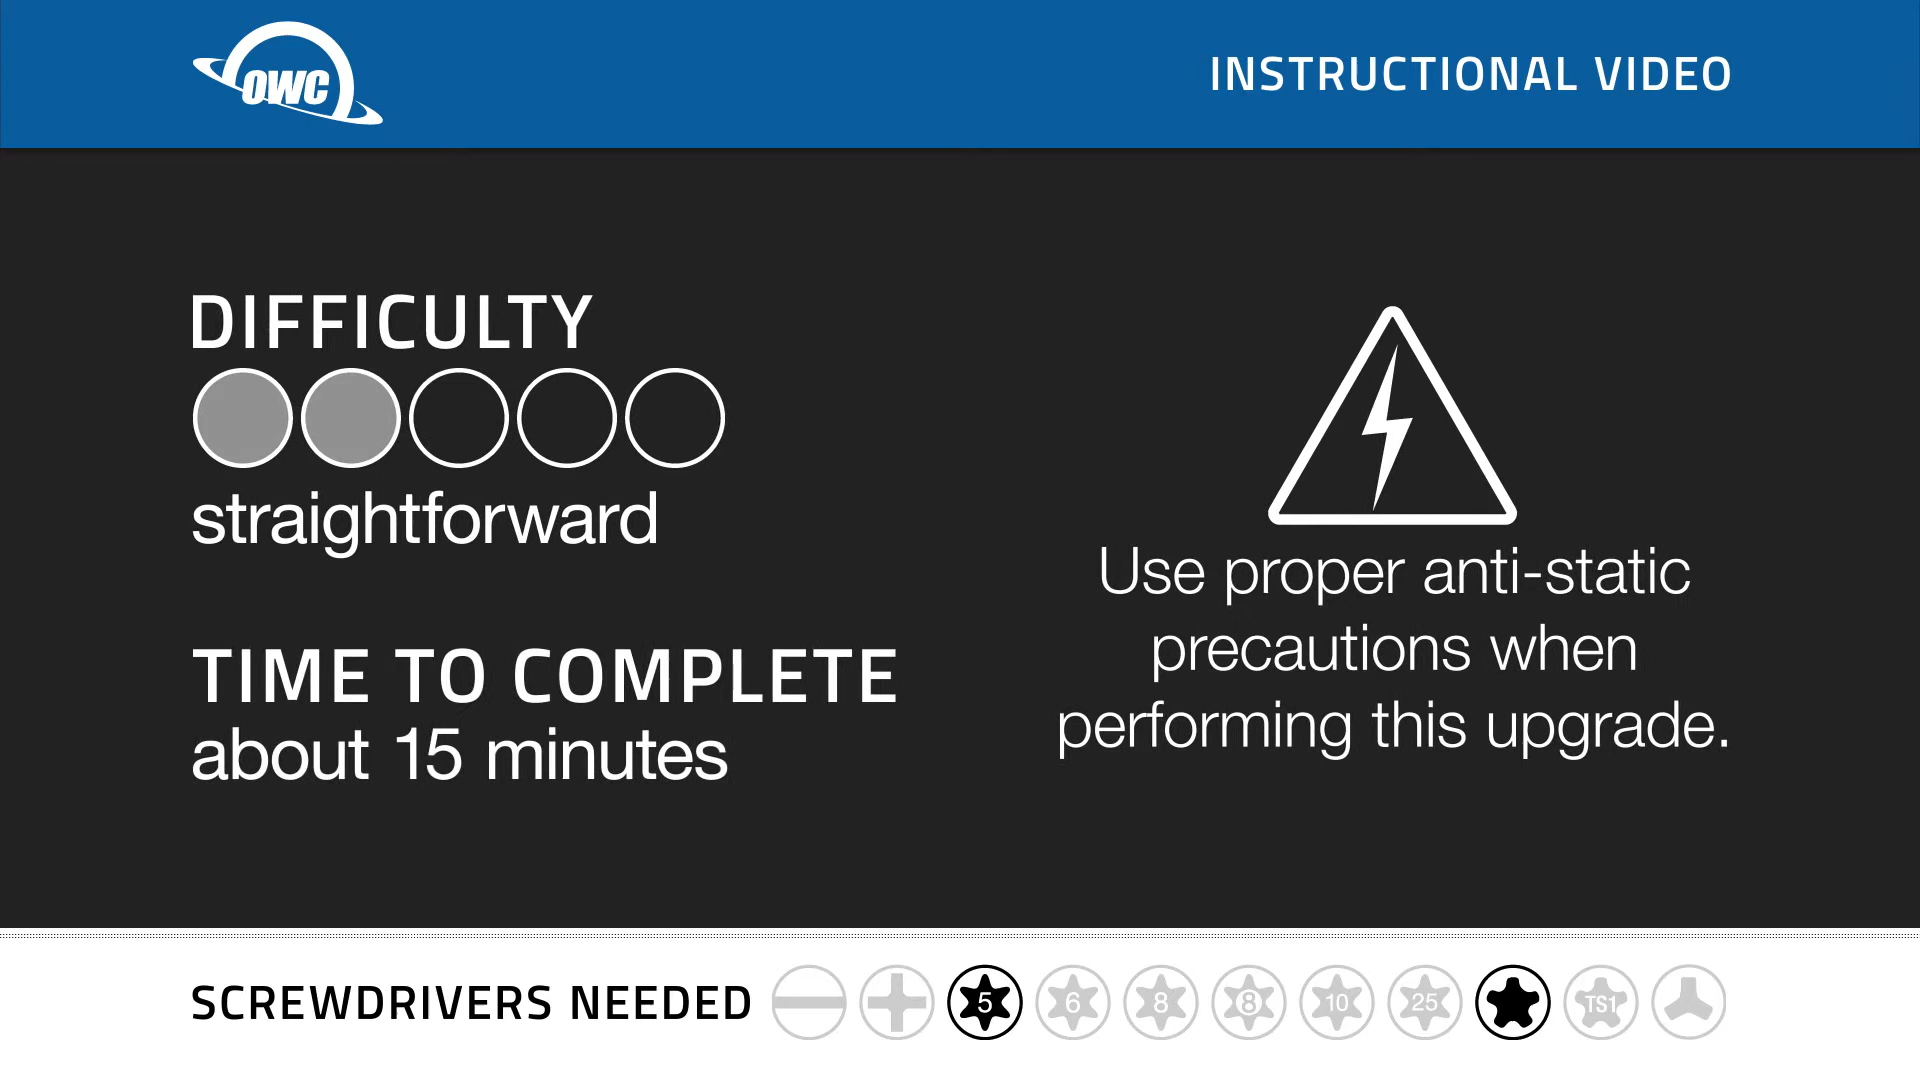 OWC
INSTRUCTIONAL VIDEO
DIFFICULTY
straightforward
TIME TO COMPLETE
about 15 minutes
Use proper anti-static
precautions when
performing this upgrade.
SCREWDRIVERS NEEDED 5 6 8 8 10 25 TS1